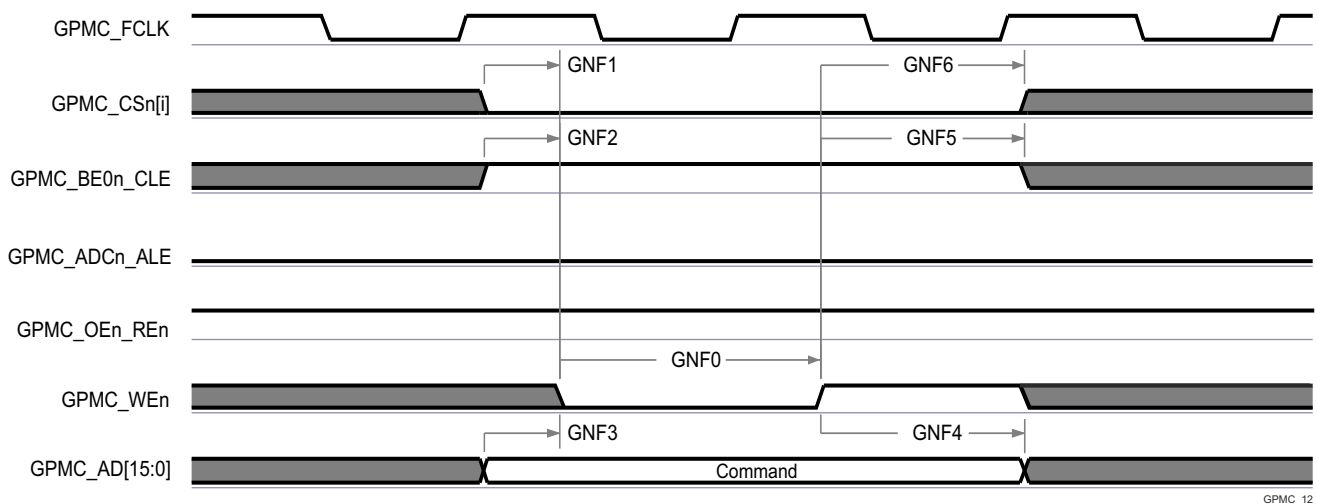 GPMC_FCLK
GNF1
GNF6
GPMC_CSn[i]
GNF2
GNF5
GPMC_BE0n_CLE
GPMC_ADCn_ALE
GPMC_OEn_REn
GNF0
GPMC_WEn
GNF3
GNF4
GPMC_AD[15:0]
Command
GPMC_12